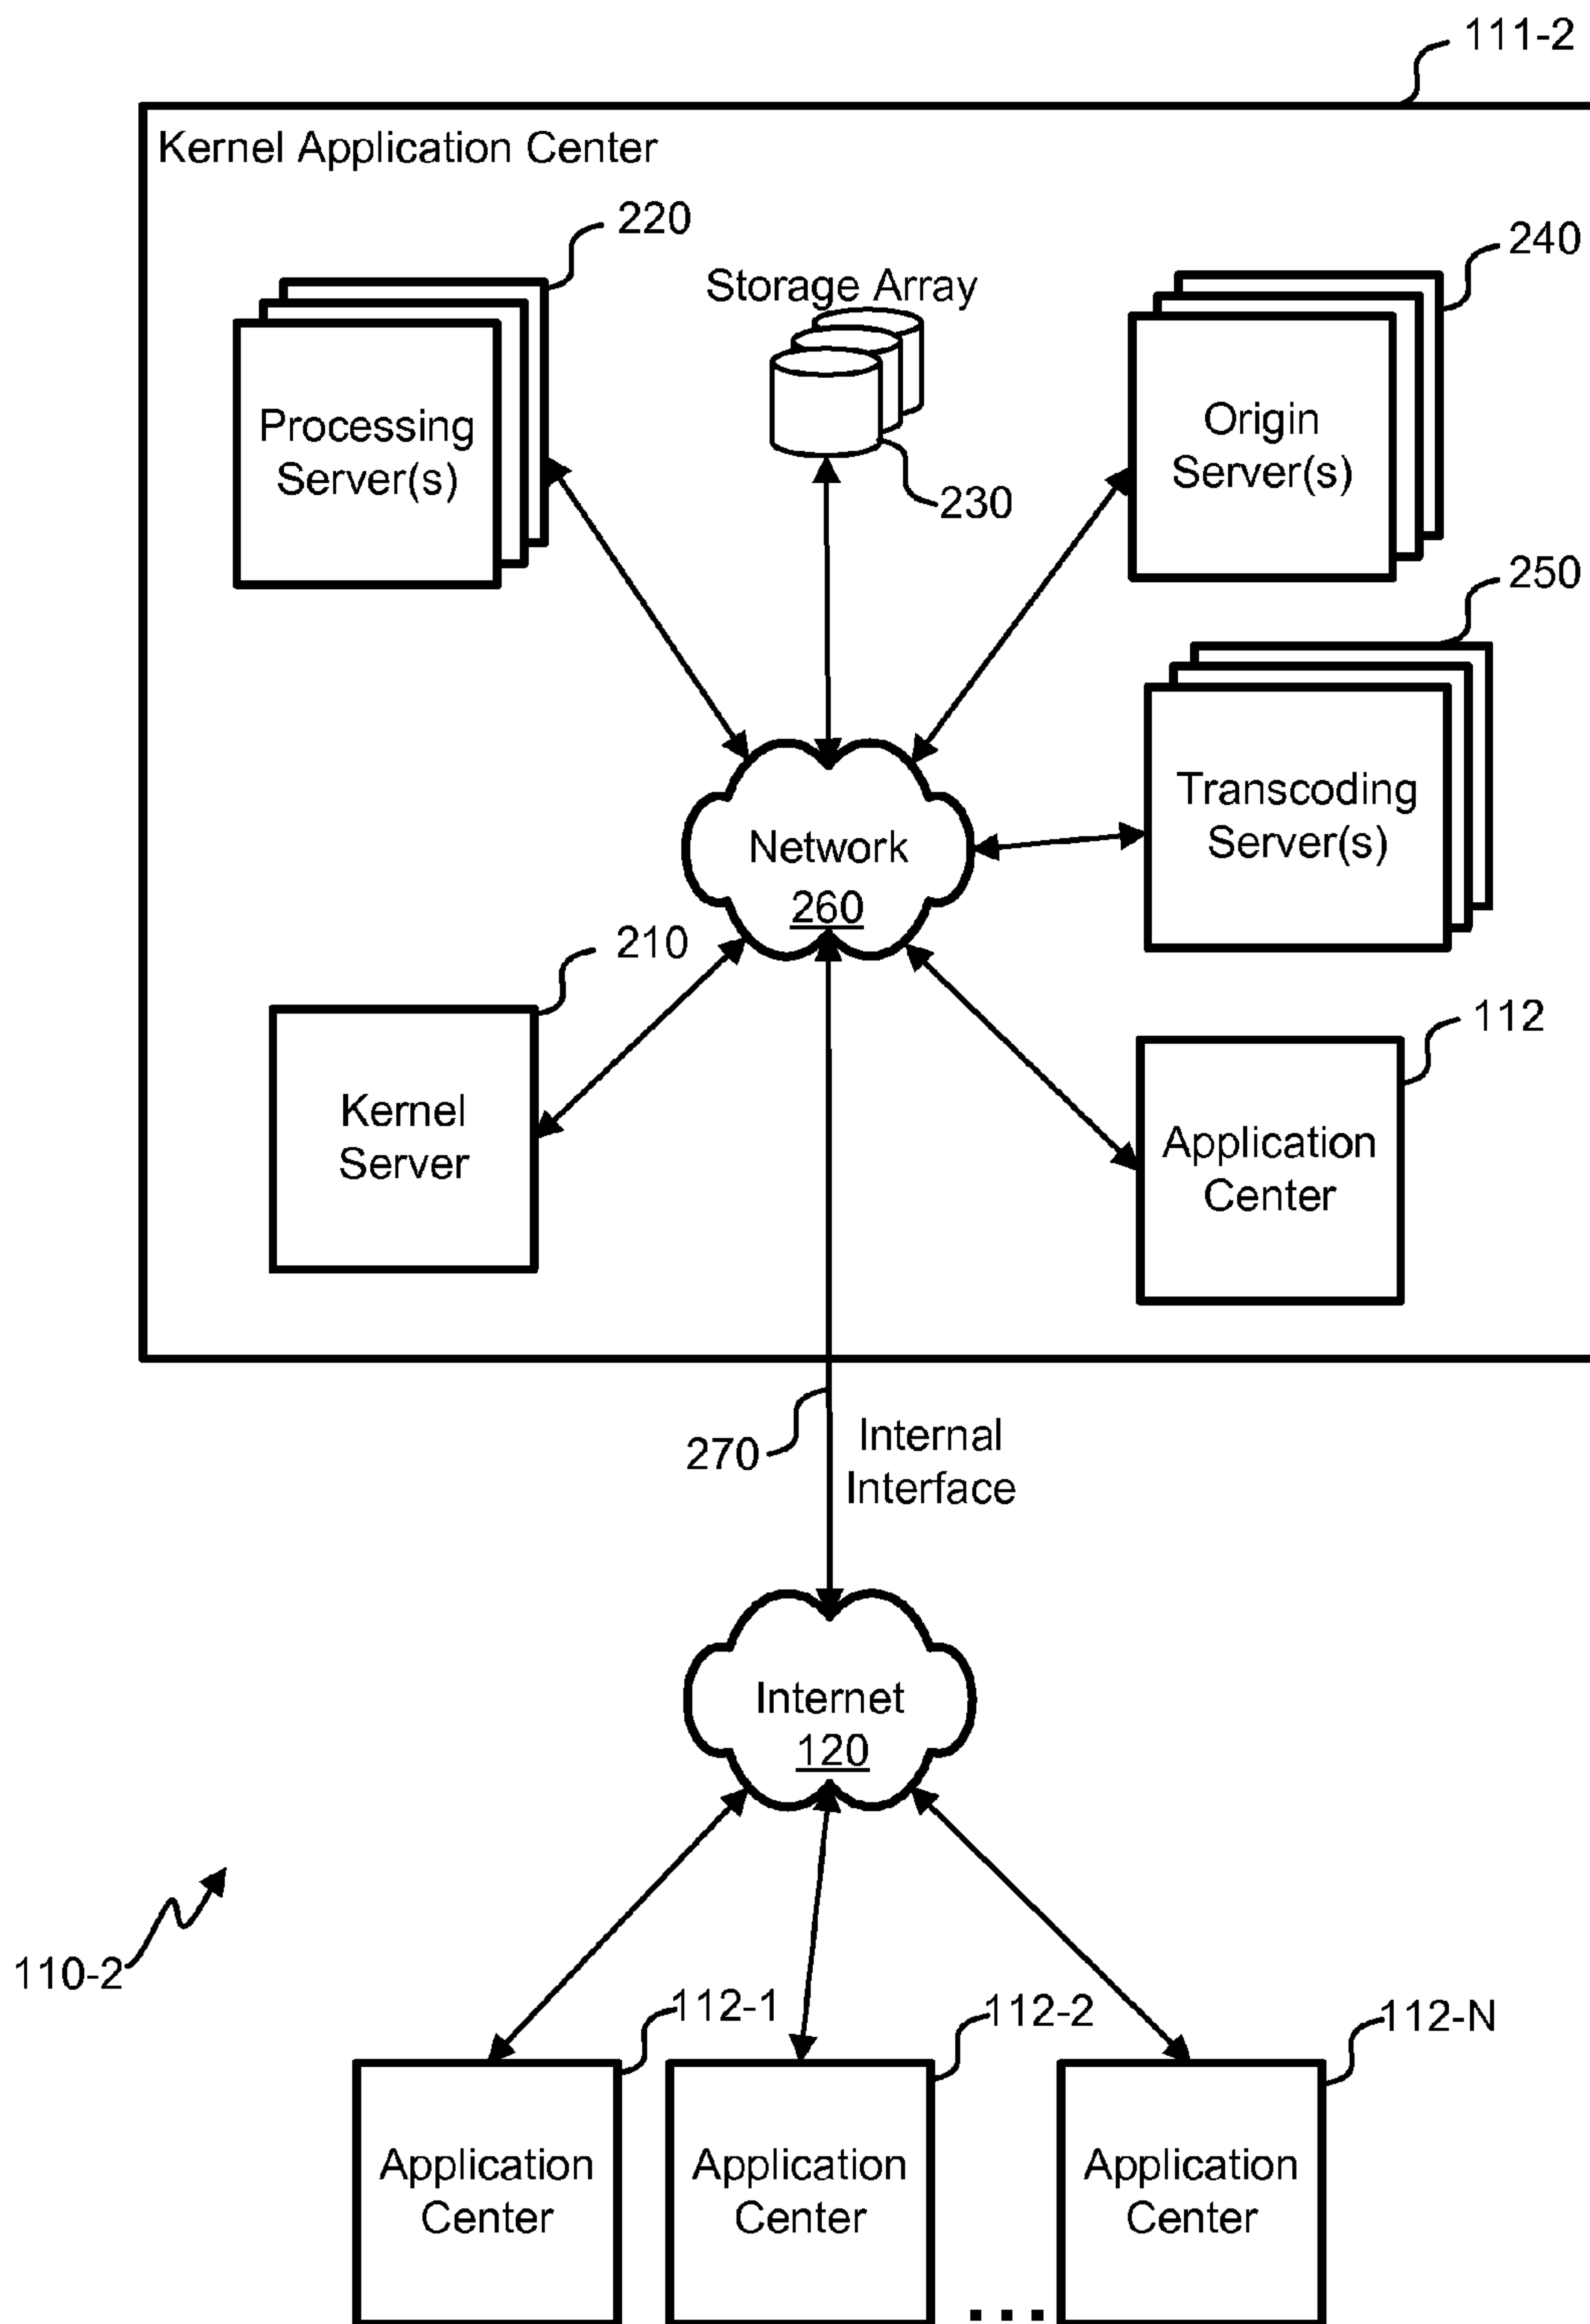 111-2
Kernel Application Center
220
240
Storage Array
Processing
Server(s)
Origin
Server(s)
230
250
Transcoding
Server(s)
Network
260
210
112
Kernel
Server
Application
Center
270
Internal
Interface
Internet
120
110-2
112-1
112-2
112-N
Application
Center
Application
Center
...
Application
Center